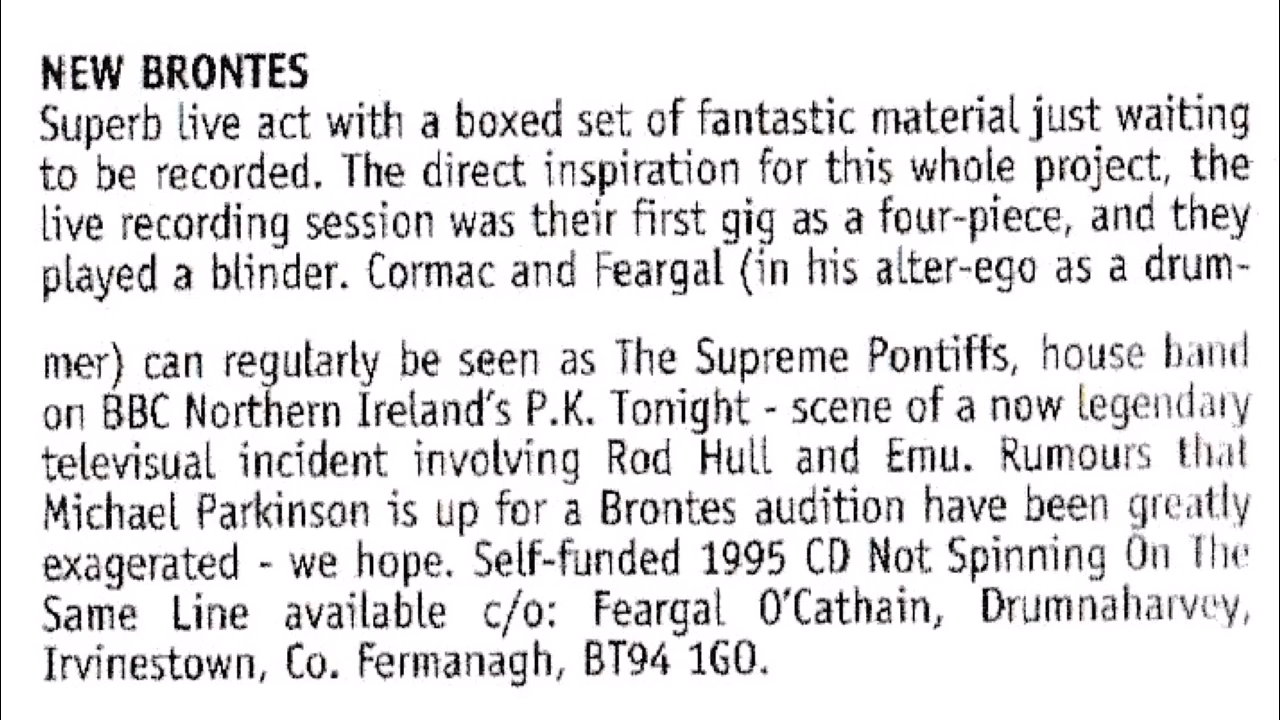 NEW BRONTES
Superb live act with a boxed set of fantastic material just waiting
to be recorded. The direct inspiration for this whole project, the
live recording session was their first gig as a four-piece, and they
played a blinder. Cormac and Feargal (in his alter-ego as a drum-
mer) can regularly be seen as The Supreme Pontiffs, house band
on BBC Northern Ireland's P.K. Tonight - scene of a now legendary
televisual incident involving Rod Hull and Emu. Rumours that
Michael Parkinson is up for a Brontes audition have been greatly
exagerated - we hope. Self-funded 1995 CD Not Spinning On The
Same Line available c/o: Feargal O'Cathain, Drumnaharvey,
Irvinestown, Co. Fermanagh, BT94 1GO.